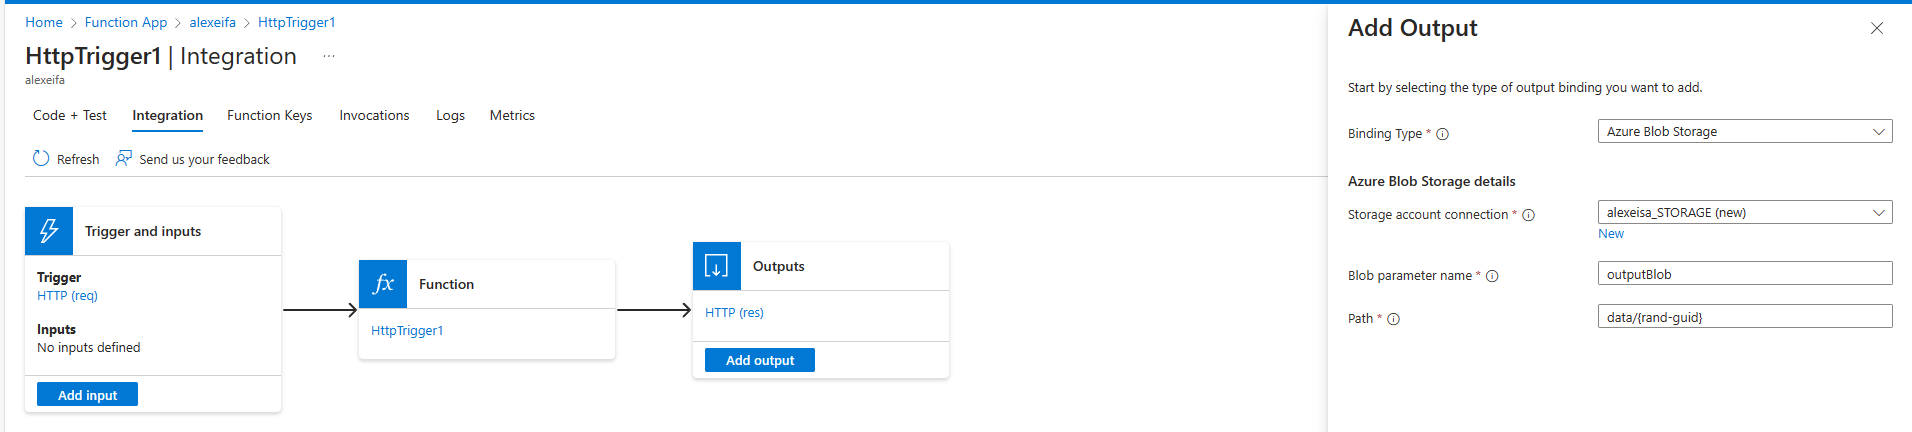 Home > Function App > alexeifa > HttpTrigger1
HttpTrigger1 | Integration ...
alexeifa
Code + Test Integration Function Keys Invocations Logs Metrics
Refresh Send us your feedback
Trigger and inputs
Trigger
HTTP (req)
Inputs
No inputs defined
Add input
fx Function
HttpTrigger1
Outputs
HTTP (res)
Add output
Add Output
Start by selecting the type of output binding you want to add.
Binding Type * Azure Blob Storage
Azure Blob Storage details
Storage account connection * alexeisa_STORAGE (new)
New
Blob parameter name * outputBlob
Path * data/{rand-guid}